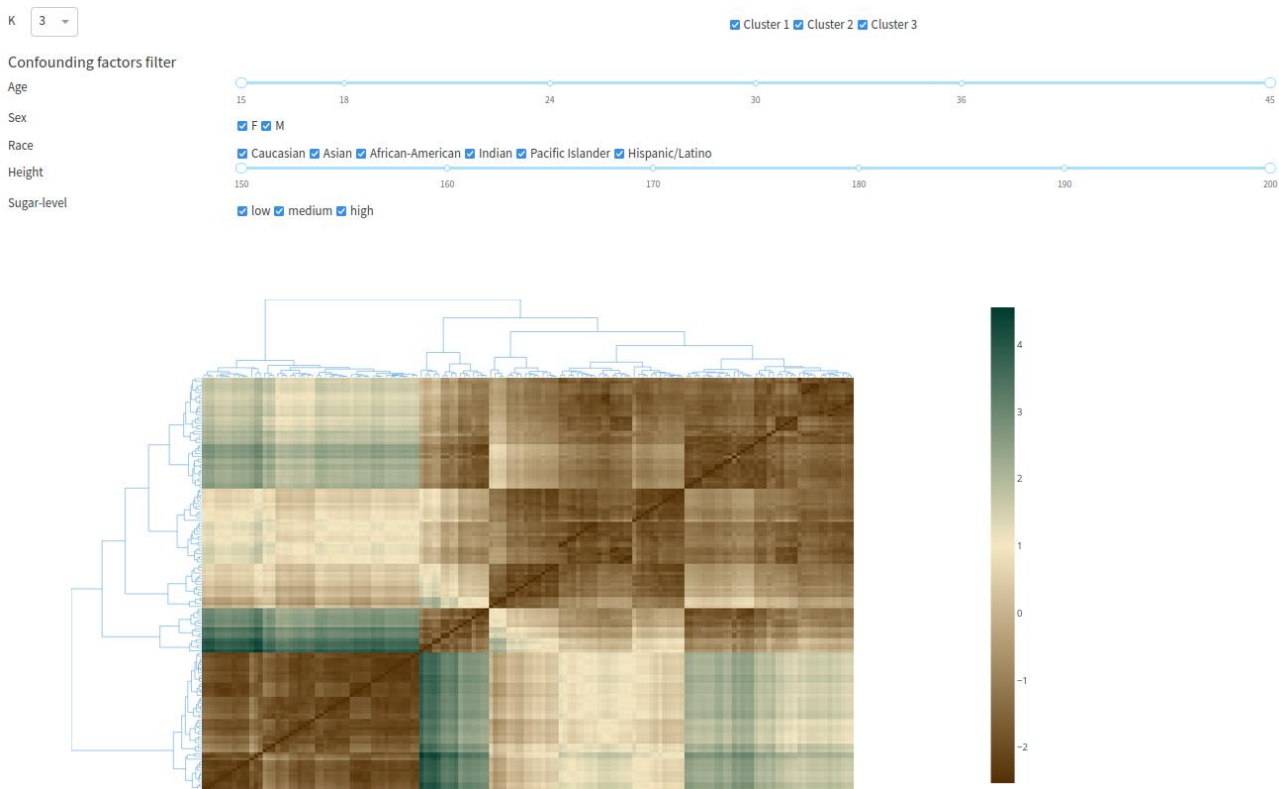 K 3 Cluster 1 Cluster 2 Cluster 3
Confounding factors filter
Age
15 18 24 30 36 45
Sex
F M
Race
Caucasian Asian African-American Indian Pacific Islander Hispanic/Latino
Height
150 160 170 180 190 200
Sugar-level
low medium high
4
3
2
1
0
−1
−2